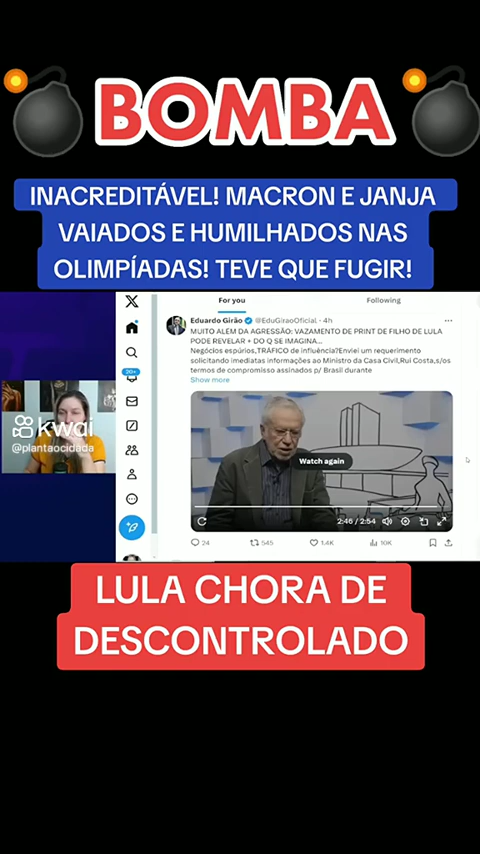 BOMBA
INACREDITÁVEL! MACRON E JANJA
VAIADOS E HUMILHADOS NAS
OLIMPÍADAS! TEVE QUE FUGIR!
For you
Following
Eduardo Girão @EduGiraoOficial · 4h
MUITO ALEM DA AGRESSÃO: VAZAMENTO DE PRINT DE FILHO DE LULA
PODE REVELAR + DO Q SE IMAGINA...
Negócios espúrios,TRÁFICO de influência?Enviei um requerimento
solicitando imediatas informações ao Ministro da Casa Civil,Rui Costa,s/os
termos de compromisso assinados p/ Brasil durante
Show more
20+
kwai
@plantaocidada
Watch again
2:46 / 2:54
24
545
1.4K
10K
LULA CHORA DE
DESCONTROLADO